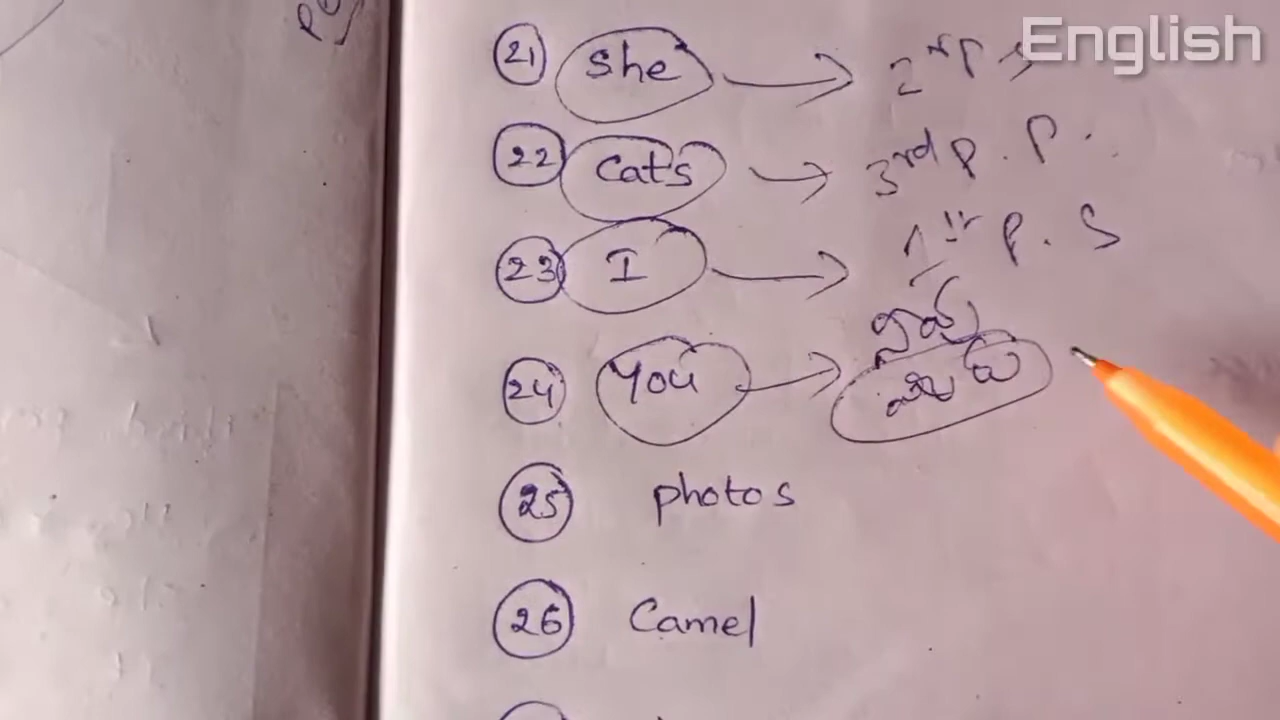 English
21 She → 2nd P. S
22 Cats → 3rd P. P.
23 I → 1st P. S
24 You →
25 photos
26 Camel